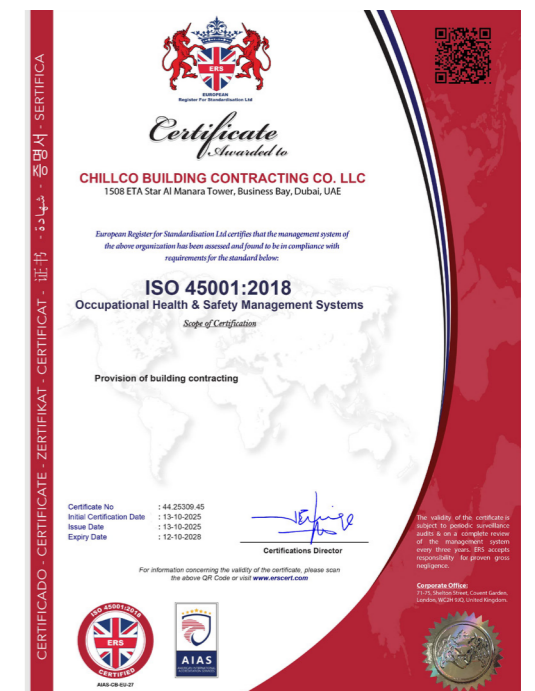 CERTIFICADO - CERTIFICATE - ZERTIFIKAT - CERTIFICAT - 证书 - شهادة - 증명서 - SERTIFICA
ERS
EUROPEAN
Register For Standardisation Ltd
Certificate
Awarded to
CHILLCO BUILDING CONTRACTING CO. LLC
1508 ETA Star Al Manara Tower, Business Bay, Dubai, UAE
European Register for Standardisation Ltd certifies that the management system of
the above organization has been assessed and found to be in compliance with
requirements for the standard below:
ISO 45001:2018
Occupational Health & Safety Management Systems
Scope of Certification
Provision of building contracting
Certificate No : 44.25309.45
Initial Certification Date : 13-10-2025
Issue Date : 13-10-2025
Expiry Date : 12-10-2028
Certifications Director
For information concerning the validity of the certificate, please scan
the above QR Code or visit www.erscert.com
The validity of the certificate is
subject to periodic surveillance
audits & on a complete review
of the management system
every three years. ERS accepts
responsibility for proven gross
negligence.
Corporate Office:
71-75, Shelton Street, Covent Garden,
London, WC2H 9JQ, United Kingdom.
ISO 45001:2018
ERS
CERTIFIED
AIAS-CB-EU-27
AIAS